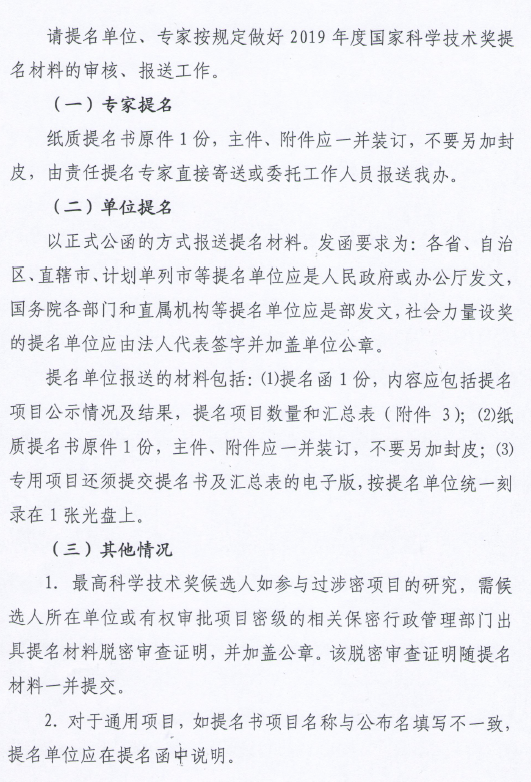 请提名单位、专家按规定做好 2019 年度国家科学技术奖提
名材料的审核、报送工作。
（一）专家提名
纸质提名书原件 1 份，主件、附件应一并装订，不要另加封
皮，由责任提名专家直接寄送或委托工作人员报送我办。
（二）单位提名
以正式公函的方式报送提名材料。发函要求为：各省、自治
区、直辖市、计划单列市等提名单位应是人民政府或办公厅发文，
国务院各部门和直属机构等提名单位应是部发文，社会力量设奖
的提名单位应由法人代表签字并加盖单位公章。
提名单位报送的材料包括：⑴提名函 1 份，内容应包括提名
项目公示情况及结果，提名项目数量和汇总表（附件 3）；⑵纸
质提名书原件 1 份，主件、附件应一并装订，不要另加封皮；⑶
专用项目还须提交提名书及汇总表的电子版，按提名单位统一刻
录在 1 张光盘上。
（三）其他情况
1. 最高科学技术奖候选人如参与过涉密项目的研究，需候
选人所在单位或有权审批项目密级的相关保密行政管理部门出
具提名材料脱密审查证明，并加盖公章。该脱密审查证明随提名
材料一并提交。
2. 对于通用项目，如提名书项目名称与公布名填写不一致，
提名单位应在提名函中说明。